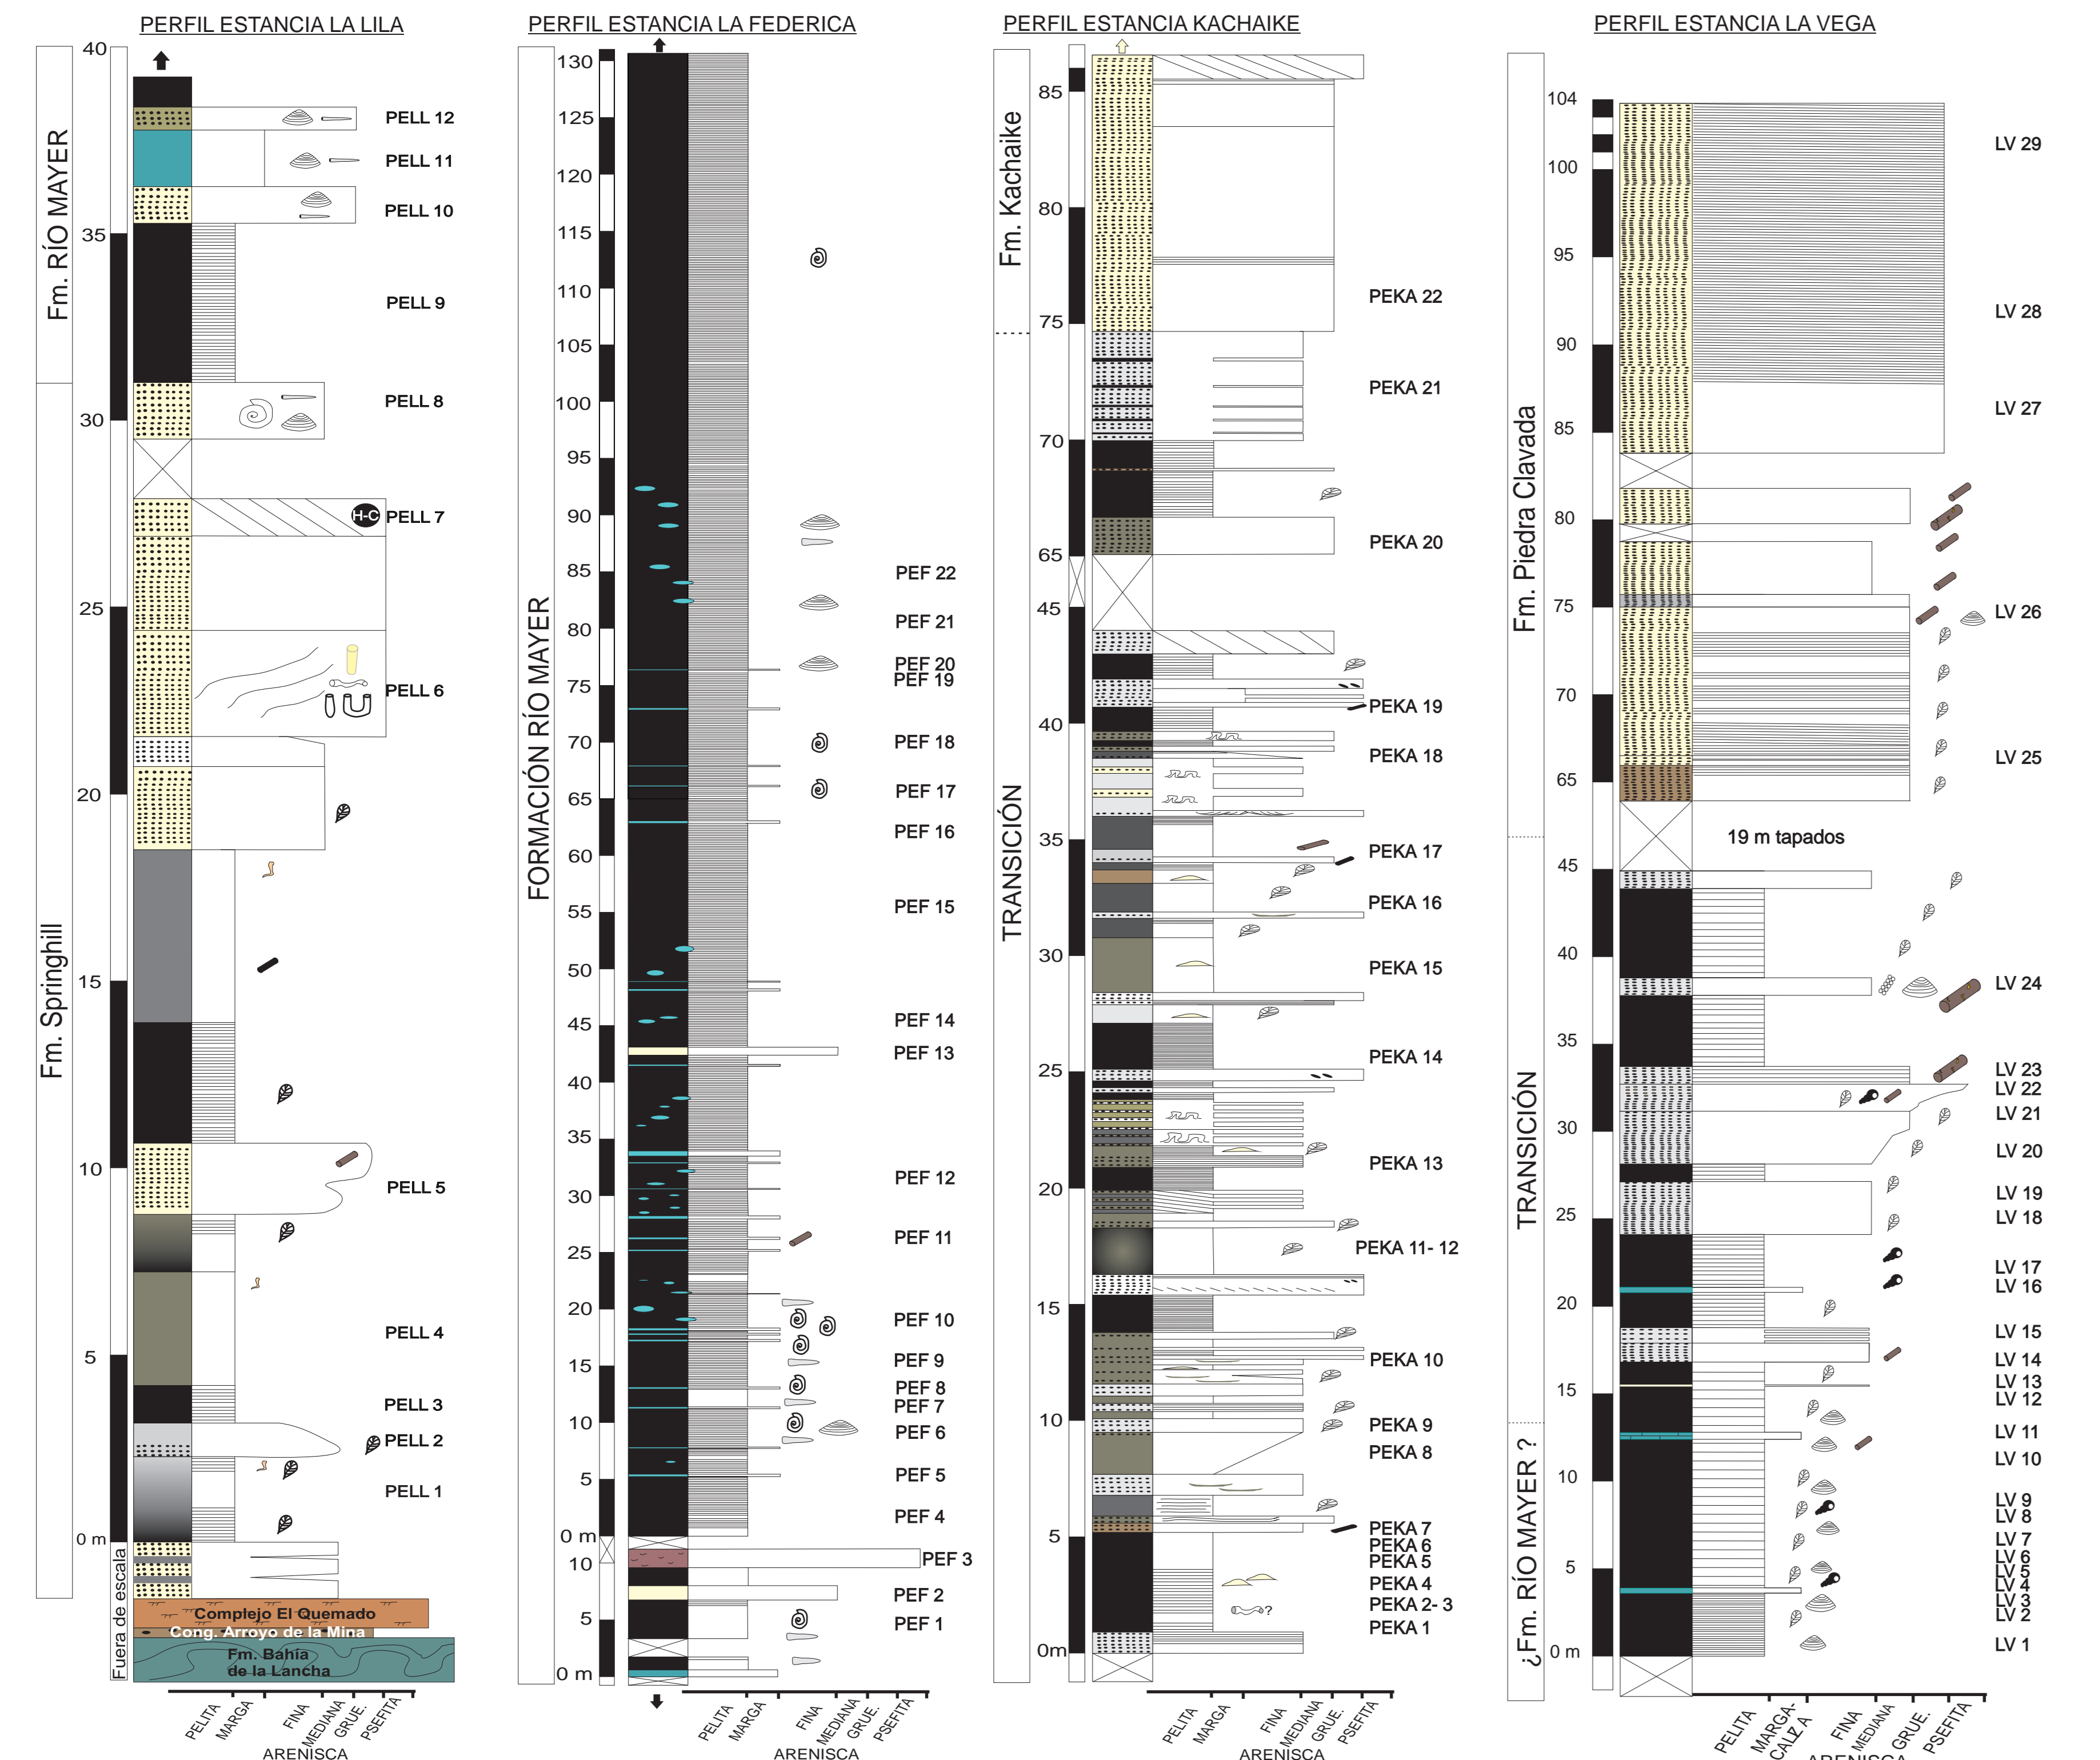 PERFIL ESTANCIA LA LILA
40
35
30
25
20
15
10
5
0 m
Fm. RÍO MAYER
Fm. Springhill
Fuera de escala
PELL 12
PELL 11
PELL 10
PELL 9
PELL 8
H-C
PELL 7
PELL 6
PELL 5
PELL 4
PELL 3
PELL 2
PELL 1
Complejo El Quemado
Cong. Arroyo de la Mina
Fm. Bahía
de la Lancha
PELITA
MARGA
FINA
MEDIANA
GRUE.
PSEFITA
ARENISCA
PERFIL ESTANCIA LA FEDERICA
FORMACIÓN RÍO MAYER
130
125
120
115
110
105
100
95
90
85
80
75
70
65
60
55
50
45
40
35
30
25
20
15
10
5
0 m
10
5
0 m
PEF 22
PEF 21
PEF 20
PEF 19
PEF 18
PEF 17
PEF 16
PEF 15
PEF 14
PEF 13
PEF 12
PEF 11
PEF 10
PEF 9
PEF 8
PEF 7
PEF 6
PEF 5
PEF 4
PEF 3
PEF 2
PEF 1
PELITA
MARGA
FINA
MEDIANA
GRUE.
PSEFITA
ARENISCA
PERFIL ESTANCIA KACHAIKE
Fm. Kachaike
TRANSICIÓN
85
80
75
70
65
45
40
35
30
25
20
15
10
5
0m
PEKA 22
PEKA 21
PEKA 20
PEKA 19
PEKA 18
PEKA 17
PEKA 16
PEKA 15
PEKA 14
PEKA 13
PEKA 11- 12
PEKA 10
PEKA 9
PEKA 8
PEKA 7
PEKA 6
PEKA 5
PEKA 4
PEKA 2- 3
?
PEKA 1
PELITA
MARGA
FINA
MEDIANA
GRUE.
PSEFITA
ARENISCA
PERFIL ESTANCIA LA VEGA
Fm. Piedra Clavada
TRANSICIÓN
¿Fm. RÍO MAYER ?
104
100
95
90
85
80
75
70
65
45
40
35
30
25
20
15
10
5
0 m
19 m tapados
LV 29
LV 28
LV 27
LV 26
LV 25
LV 24
LV 23
LV 22
LV 21
LV 20
LV 19
LV 18
LV 17
LV 16
LV 15
LV 14
LV 13
LV 12
LV 11
LV 10
LV 9
LV 8
LV 7
LV 6
LV 5
LV 4
LV 3
LV 2
LV 1
PELITA
MARGA-
CALIZA
FINA
MEDIANA
GRUE.
PSEFITA
ARENISCA